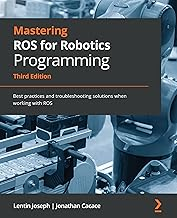 Mastering
ROS for Robotics
Programming
Third Edition
Best practices and troubleshooting solutions when
working with ROS
Lentin Joseph | Jonathan Cacace